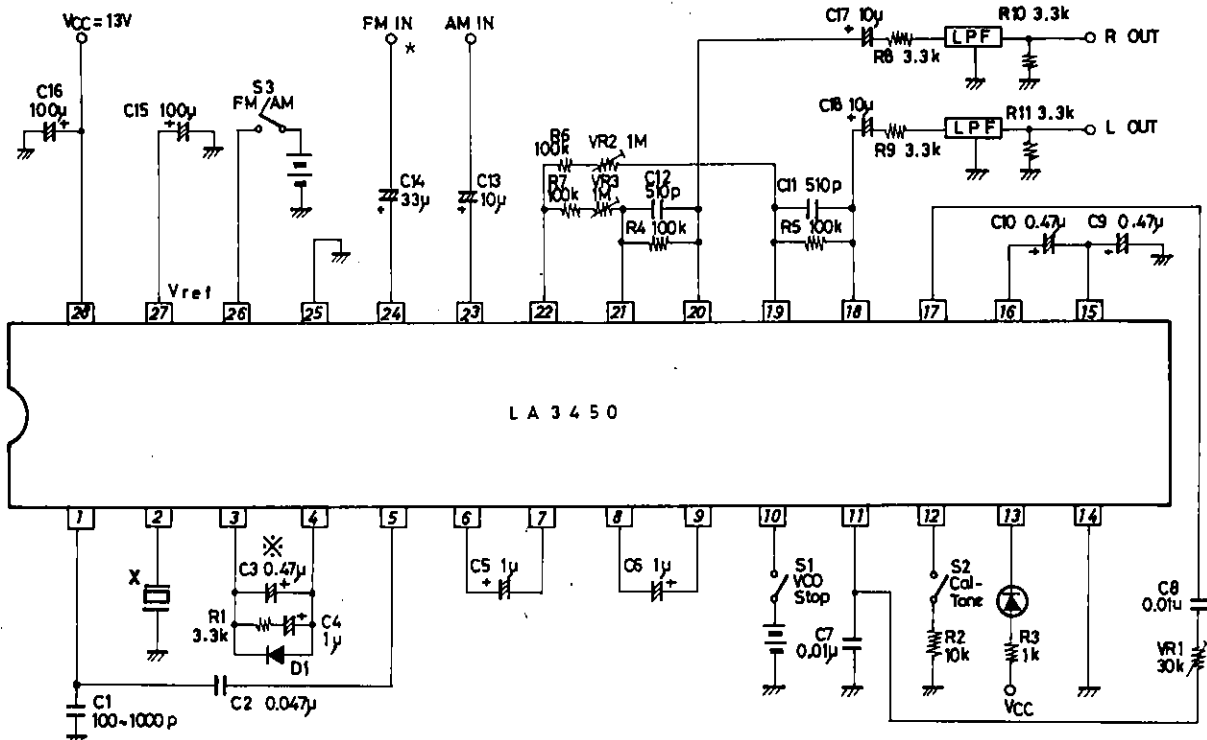 VCC = 13V
FM IN
*
AM IN
C17 10μ
R10 3.3k
LPF
R OUT
R8 3.3k
C16
100μ
+
C15 100μ
+
S3
FM/AM
C18 10μ
+
R11 3.3k
LPF
L OUT
R9 3.3k
R6
100k
VR2 1M
R7
100k
VR3
1M
C12
510p
C11 510p
C14
33μ
+
C13
10μ
+
R4 100k
R5 100k
C10 0.47μ
+
C9 0.47μ
+
Vref
28 27 26 25 24 23 22 21 20 19 18 17 16 15
LA3450
1 2 3 4 5 6 7 8 9 10 11 12 13 14
X
※
C3 0.47μ
+
R1
3.3k
C4
1μ
+
D1
C5 1μ
+
C6 1μ
+
S1
VCO
Stop
C7
0.01μ
S2
Cal-
Tone
R2
10k
R3
1k
VCC
C8
0.01μ
VR1
30k
C1
100~1000p
C2 0.047μ